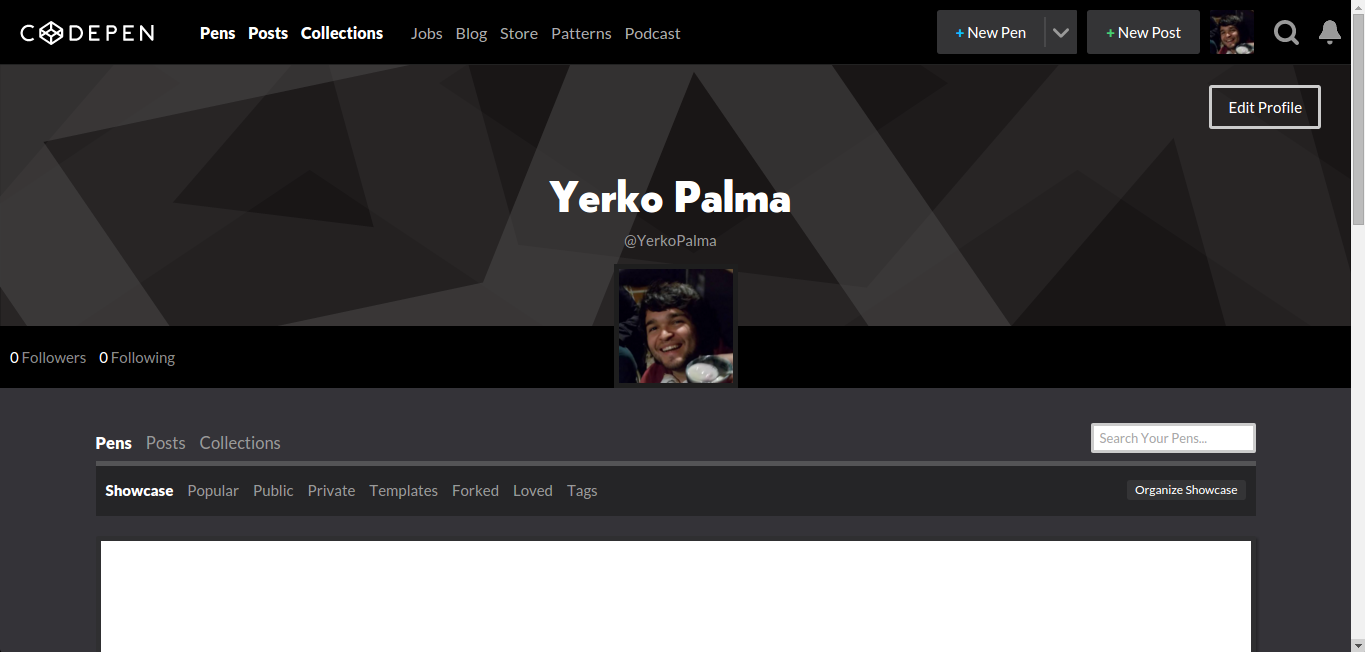 CODEPEN Pens Posts Collections Jobs Blog Store Patterns Podcast + New Pen + New Post
Edit Profile
Yerko Palma
@YerkoPalma
0 Followers 0 Following
Pens Posts Collections Search Your Pens...
Showcase Popular Public Private Templates Forked Loved Tags Organize Showcase